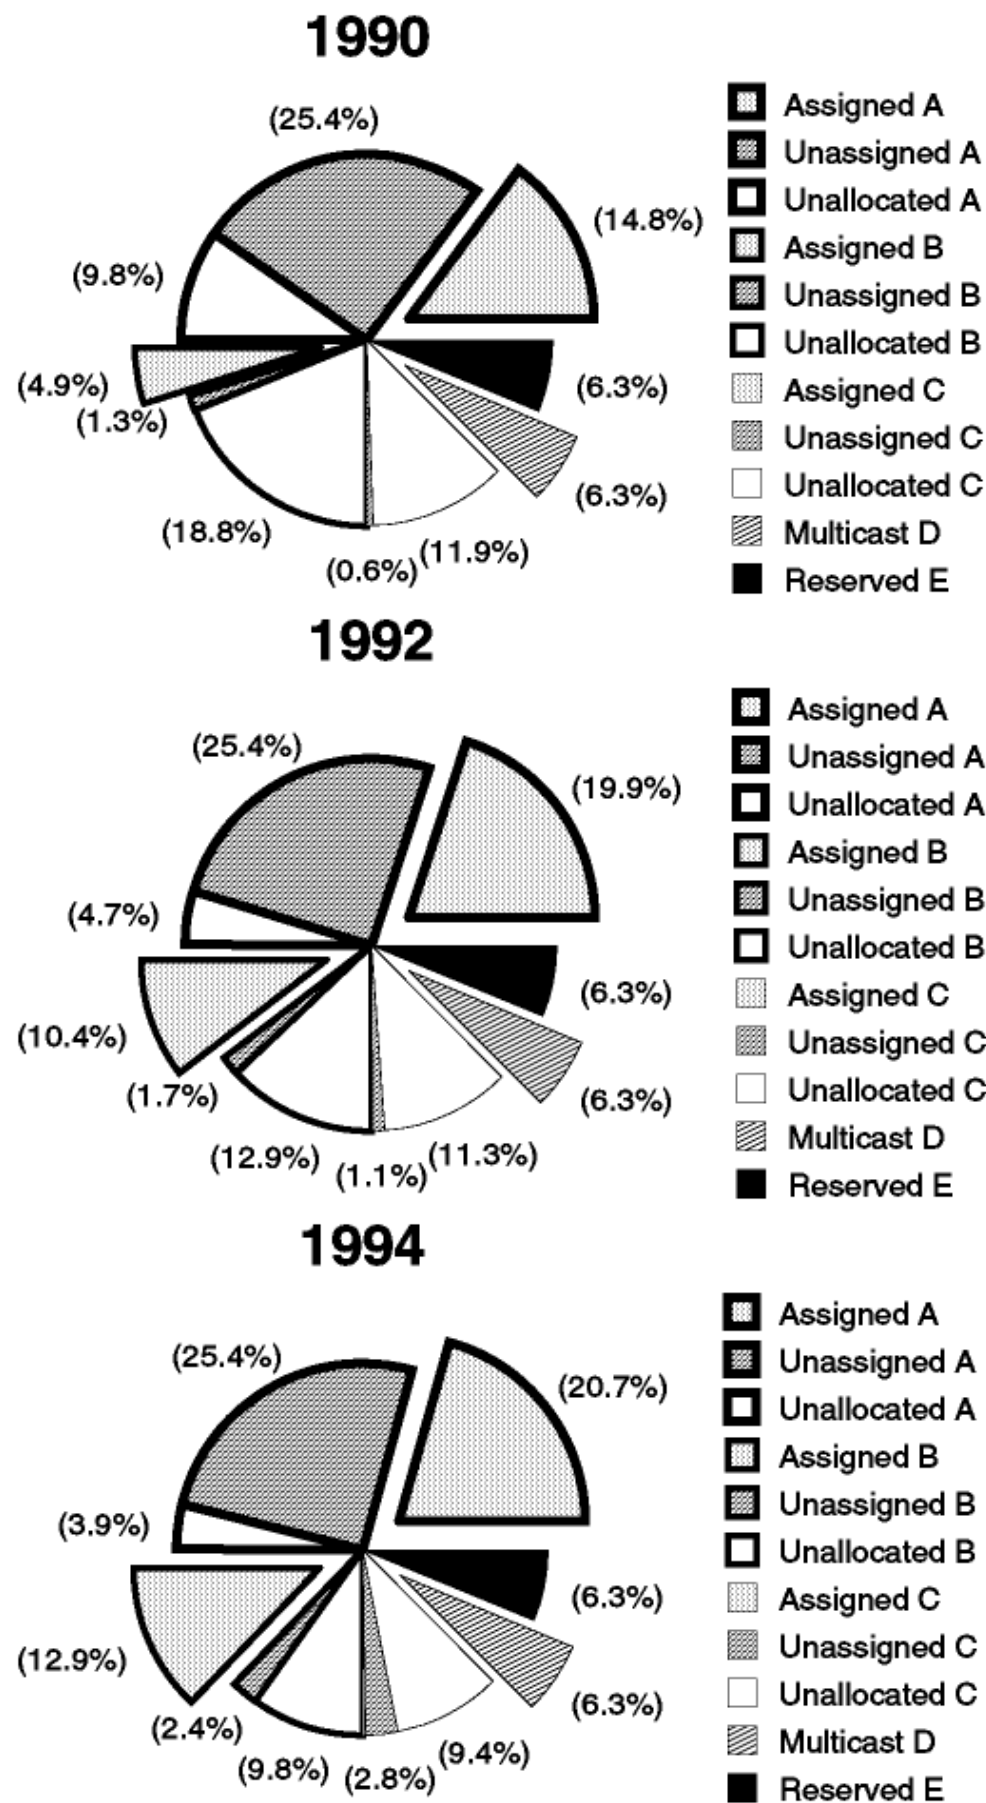 1990
(25.4%)
(14.8%)
(9.8%)
(4.9%)
(1.3%)
(18.8%)
(0.6%)
(11.9%)
(6.3%)
(6.3%)
Assigned A
Unassigned A
Unallocated A
Assigned B
Unassigned B
Unallocated B
Assigned C
Unassigned C
Unallocated C
Multicast D
Reserved E
1992
(25.4%)
(19.9%)
(4.7%)
(10.4%)
(1.7%)
(12.9%)
(1.1%)
(11.3%)
(6.3%)
(6.3%)
Assigned A
Unassigned A
Unallocated A
Assigned B
Unassigned B
Unallocated B
Assigned C
Unassigned C
Unallocated C
Multicast D
Reserved E
1994
(25.4%)
(20.7%)
(3.9%)
(12.9%)
(2.4%)
(9.8%)
(2.8%)
(9.4%)
(6.3%)
(6.3%)
Assigned A
Unassigned A
Unallocated A
Assigned B
Unassigned B
Unallocated B
Assigned C
Unassigned C
Unallocated C
Multicast D
Reserved E